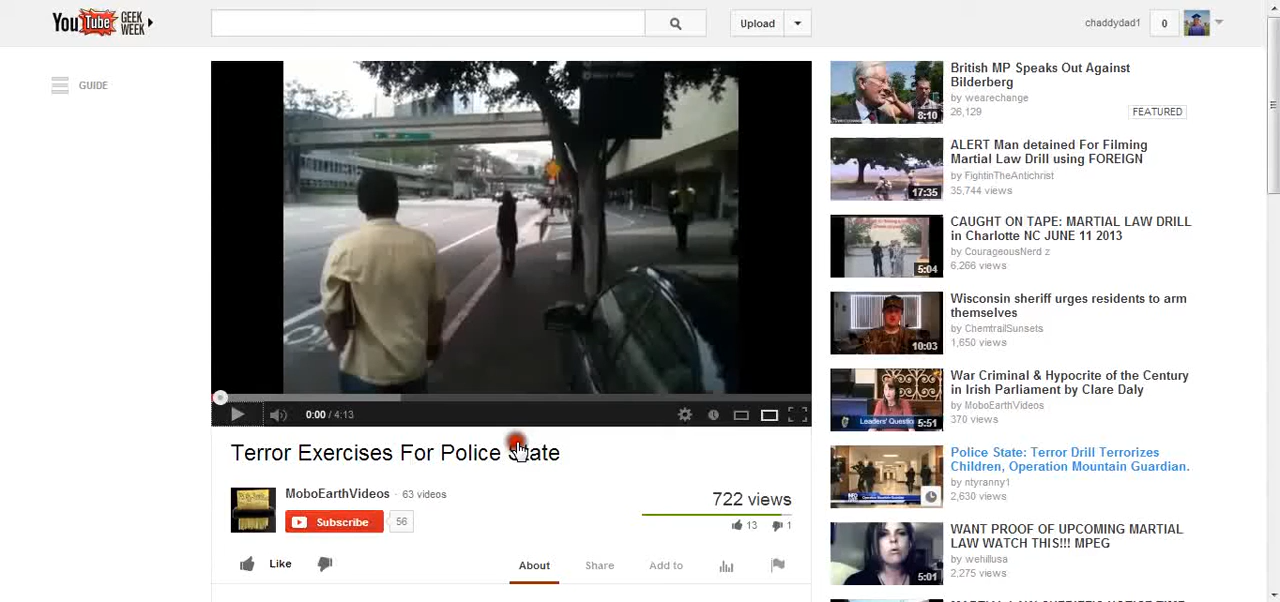 You Tube GEEK WEEK
Upload
chaddydad1
0
GUIDE
0:00 / 4:13
Terror Exercises For Police State
MoboEarthVideos · 63 videos
Subscribe 56
722 views
13 1
Like
About
Share
Add to
British MP Speaks Out Against
Bilderberg
by wearechange
26,129
FEATURED
8:10
ALERT Man detained For Filming
Martial Law Drill using FOREIGN
by FightinTheAntichrist
35,744 views
17:35
CAUGHT ON TAPE: MARTIAL LAW DRILL
in Charlotte NC JUNE 11 2013
by CourageousNerd z
6,266 views
5:04
Wisconsin sheriff urges residents to arm
themselves
by ChemtrailSunsets
1,650 views
10:03
War Criminal & Hypocrite of the Century
in Irish Parliament by Clare Daly
by MoboEarthVideos
370 views
Leaders' Questio
5:51
Police State: Terror Drill Terrorizes
Children, Operation Mountain Guardian.
by ntyranny1
2,630 views
WANT PROOF OF UPCOMING MARTIAL
LAW WATCH THIS!!! MPEG
by wehillusa
2,275 views
5:01